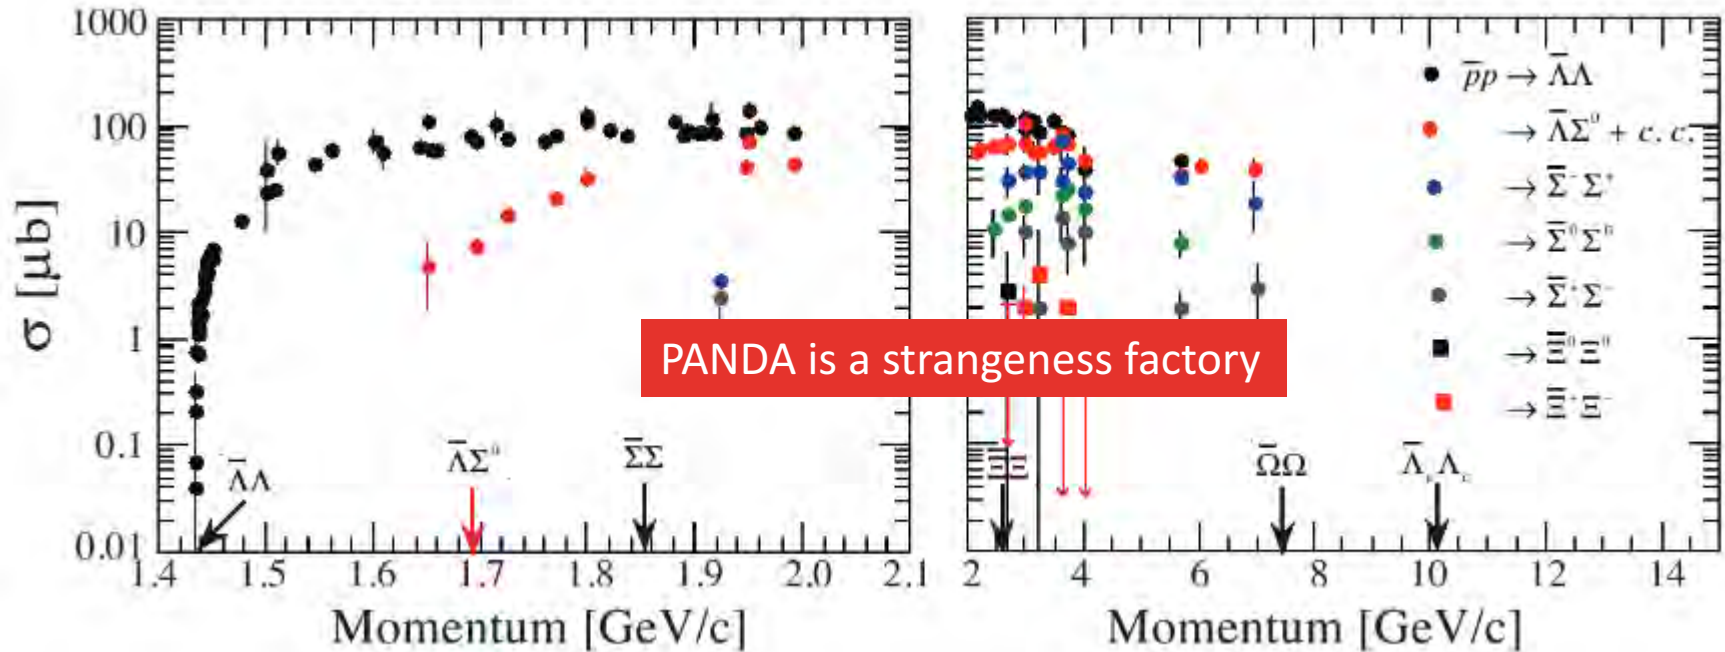 1000
100
10
1
0.1
0.01
σ [μb]
Λ̄Λ
Λ̄Σ⁰
Σ̄Σ
1.4 1.5 1.6 1.7 1.8 1.9 2.0 2.1
Momentum [GeV/c]
PANDA is a strangeness factory
p̄p → Λ̄Λ
→ Λ̄Σ⁰ + c. c.
→ Σ̄⁻Σ⁺
→ Σ̄⁰Σ⁰
→ Σ̄⁺Σ⁻
→ Ξ̄⁰Ξ⁰
→ Ξ̄⁺Ξ⁻
Ξ̄Ξ
Ω̄Ω
Λ̄cΛc
2 4 6 8 10 12 14
Momentum [GeV/c]